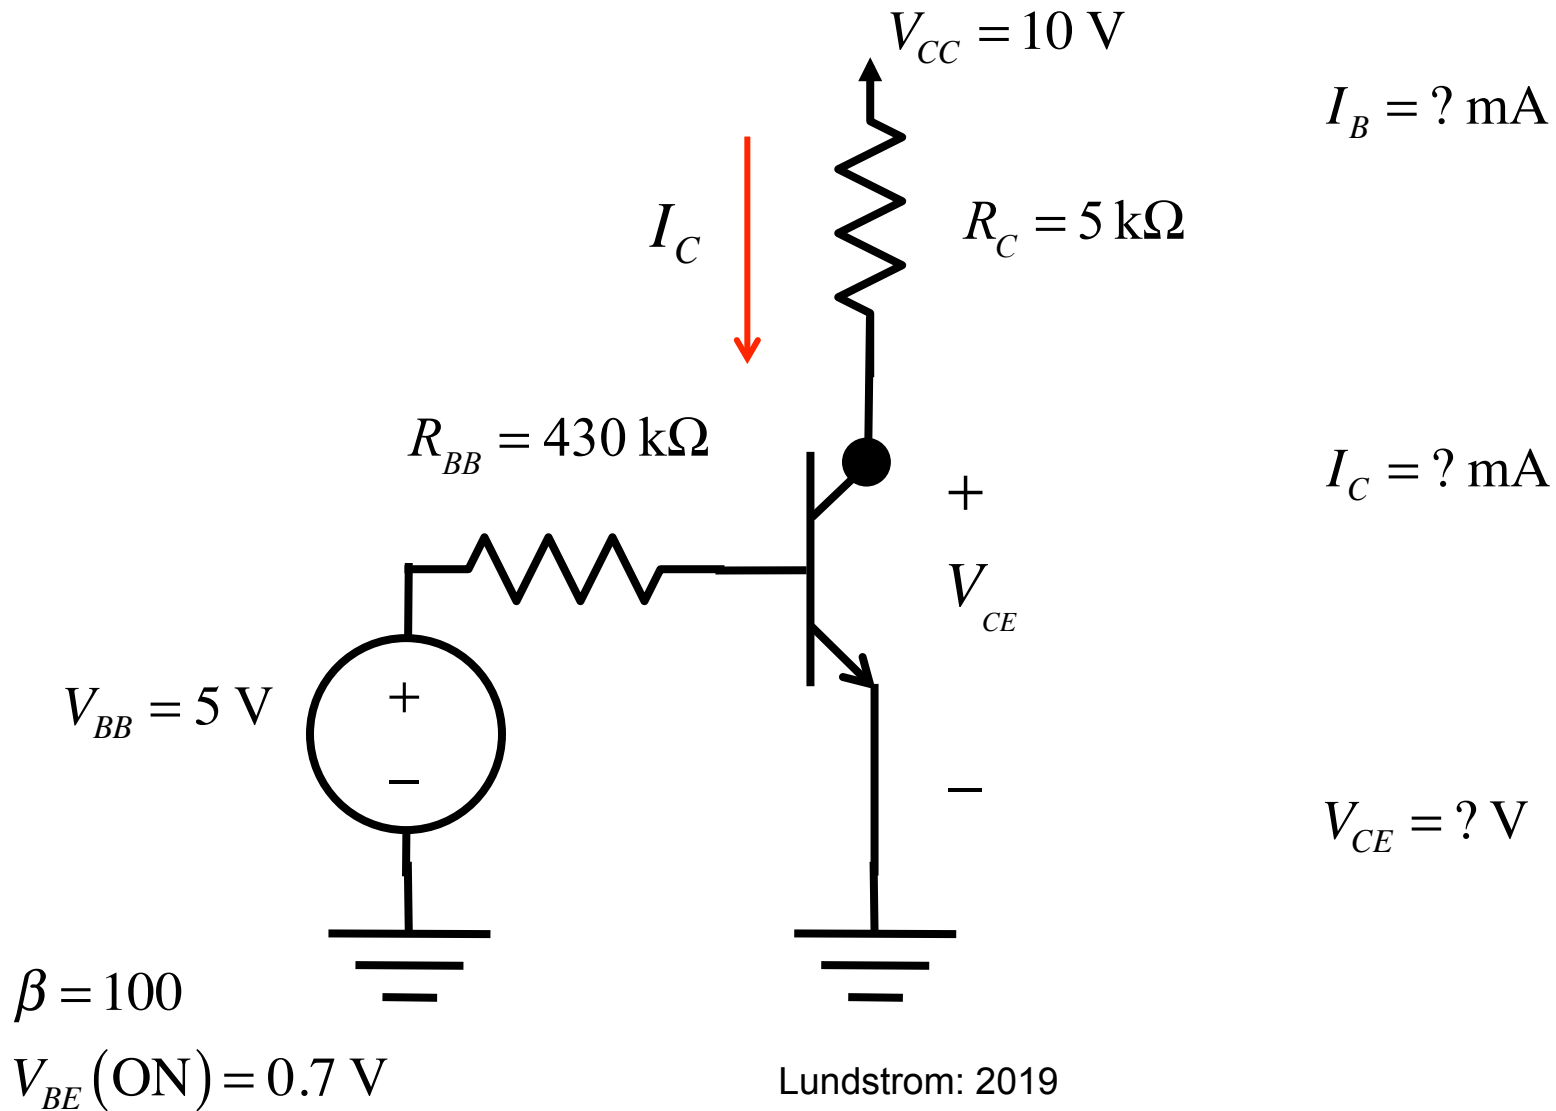 V_CC = 10 V
I_B = ? mA
I_C
R_C = 5 kΩ
R_BB = 430 kΩ
+
I_C = ? mA
V_CE
V_BB = 5 V
+
−
−
V_CE = ? V
β = 100
V_BE (ON) = 0.7 V
Lundstrom: 2019